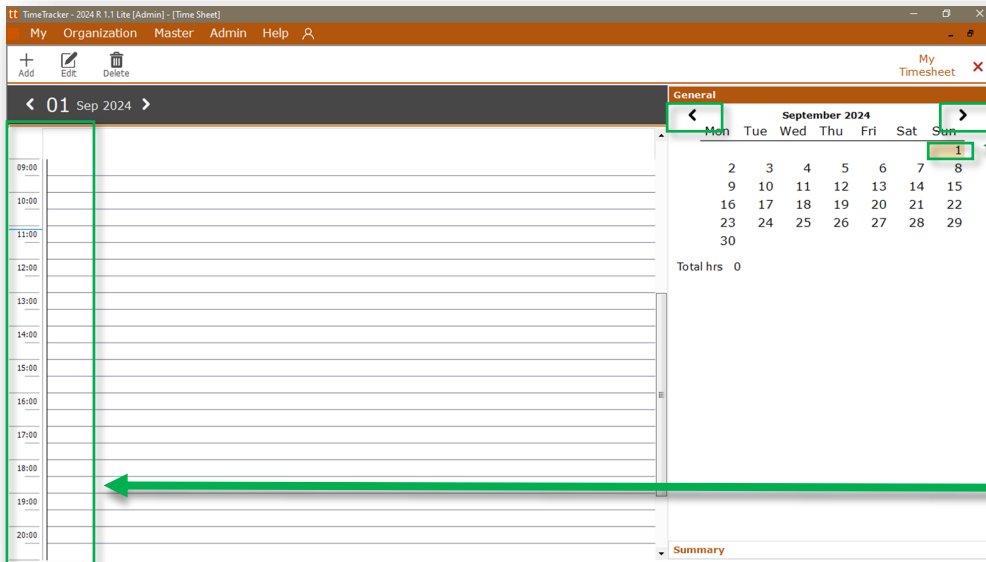 tt TimeTracker - 2024 R 1.1 Lite [Admin] - [Time Sheet]
My Organization Master Admin Help
Add Edit Delete
My
Timesheet
01 Sep 2024
General
September 2024
Mon Tue Wed Thu Fri Sat Sun
1
2 3 4 5 6 7 8
9 10 11 12 13 14 15
16 17 18 19 20 21 22
23 24 25 26 27 28 29
30
Total hrs 0
09:00
10:00
11:00
12:00
13:00
14:00
15:00
16:00
17:00
18:00
19:00
20:00
Summary